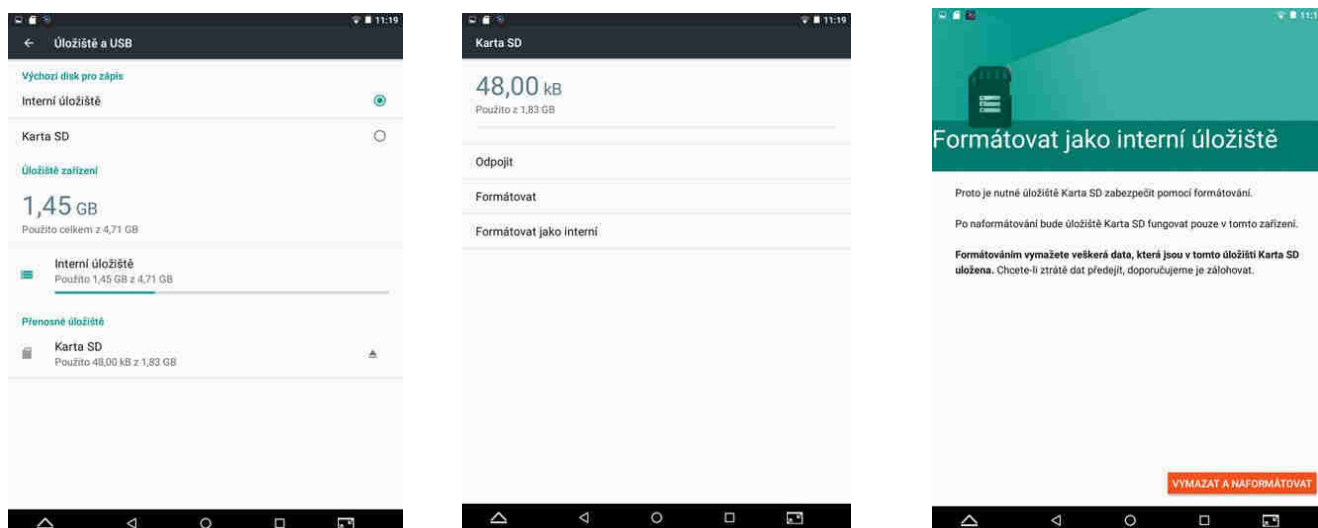 11:19
Úložiště a USB
Výchozí disk pro zápis
Interní úložiště
Karta SD
Úložiště zařízení
1,45 GB
Použito celkem z 4,71 GB
Interní úložiště
Použito 1,45 GB z 4,71 GB
Přenosné úložiště
Karta SD
Použito 48,00 kB z 1,83 GB
11:19
Karta SD
48,00 kB
Použito z 1,83 GB
Odpojit
Formátovat
Formátovat jako interní
Formátovat jako interní úložiště
Proto je nutné úložiště Karta SD zabezpečit pomocí formátování.
Po naformátování bude úložiště Karta SD fungovat pouze v tomto zařízení.
Formátováním vymažete veškerá data, která jsou v tomto úložišti Karta SD
uložena. Chcete-li ztrátě dat předejít, doporučujeme je zálohovat.
VYMAZAT A NAFORMÁTOVAT